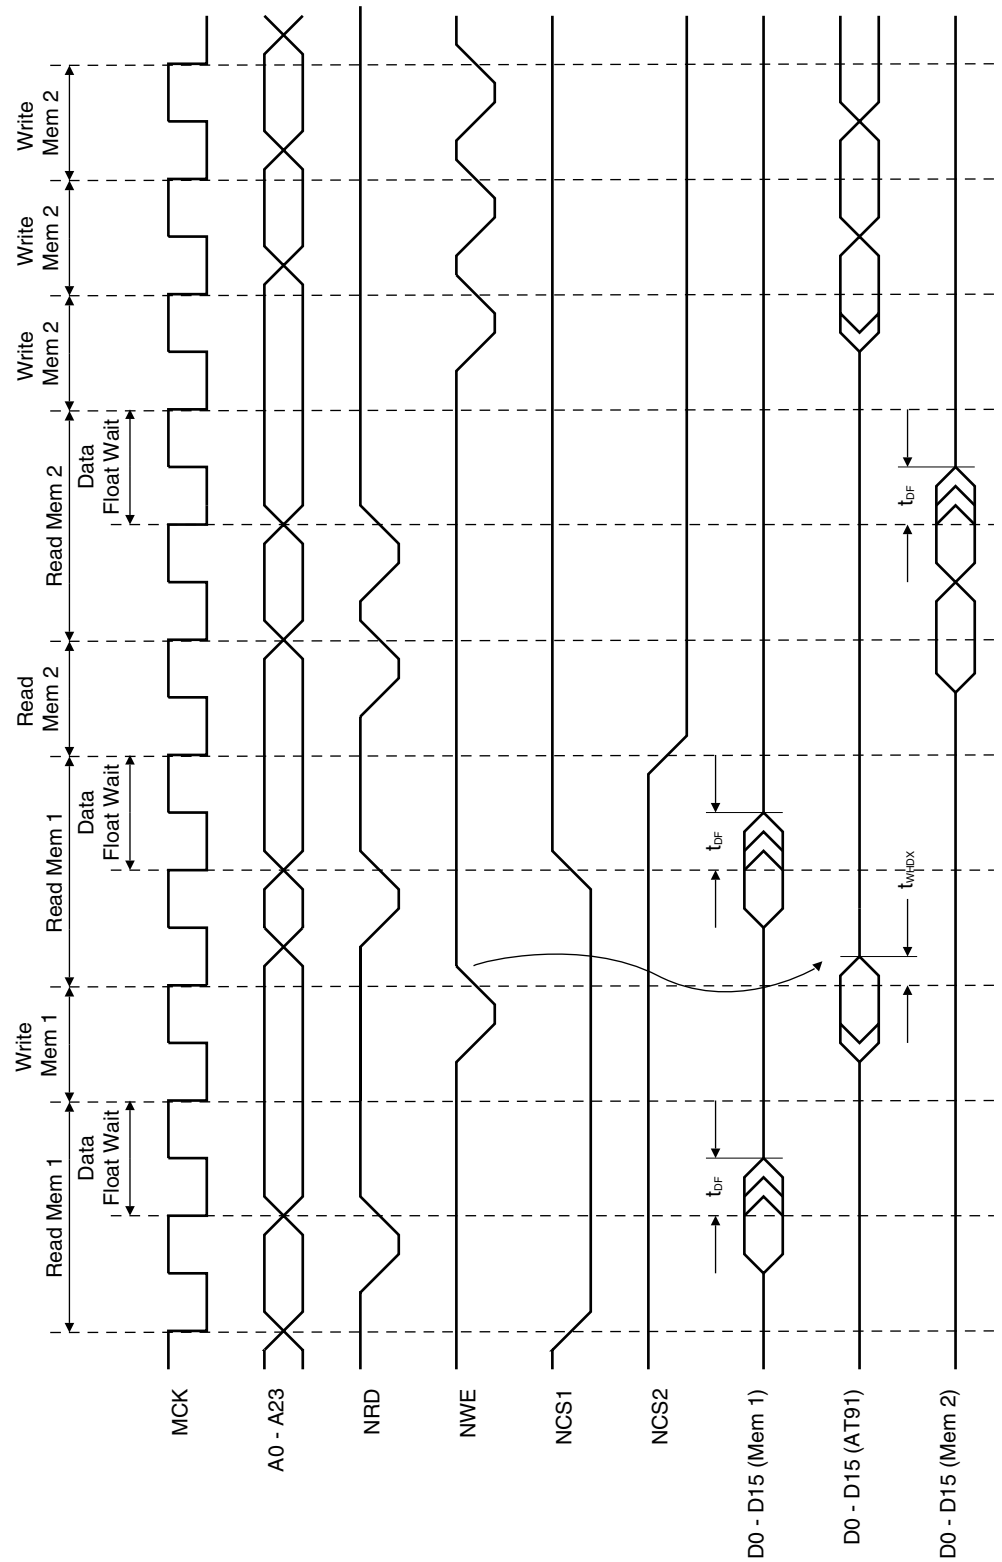 Read Mem 1
Write
Mem 1
Read Mem 1
Read
Mem 2
Read Mem 2
Write
Mem 2
Write
Mem 2
Write
Mem 2
Data
Float Wait
Data
Float Wait
Data
Float Wait
MCK
A0 - A23
NRD
NWE
NCS1
NCS2
tDF
tDF
D0 - D15 (Mem 1)
D0 - D15 (AT91)
tWHDX
tDF
D0 - D15 (Mem 2)